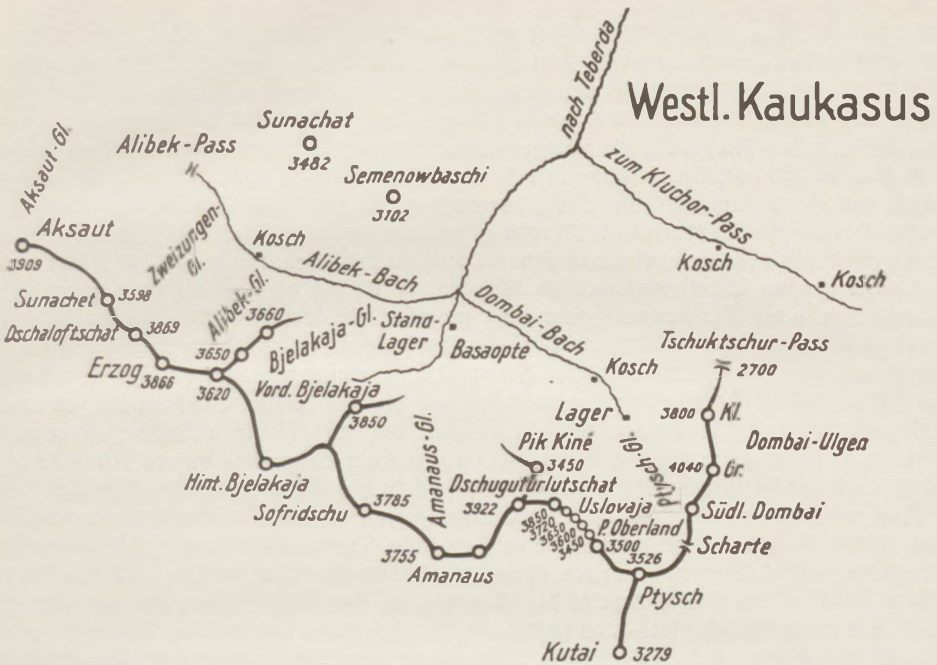 Westl. Kaukasus
nach Teberda
zum Kluchor-Pass
Kosch
Kosch
Aksaut-Gl.
Alibek-Pass
Sunachat
3482
Semenowbaschi
3102
Aksaut
3909
Zweizungen-
Gl.
Kosch
Alibek-Bach
Sunachet
3598
Dschaloftschat
3869
Erzog
3866
Alibek-Gl.
3660
3650
3620
Bjelakaja-Gl.
Stand-
Lager
Basaopte
Dombai-Bach
Kosch
Tschuktschur-Pass
2700
Vord. Bjelakaja
3850
Lager
3800
Kl.
Dombai-Ulgen
4040
Gr.
Pik Kine
3450
Ptysch-Gl.
Amanaus-Gl.
Hint. Bjelakaja
Sofridschu
3785
3755
Amanaus
3922
Dschuguturlutschat
Uslovaja
3850
3720
3650
3600
3450
P. Oberland
3500
Südl. Dombai
Scharte
3526
Ptysch
Kutai
3279